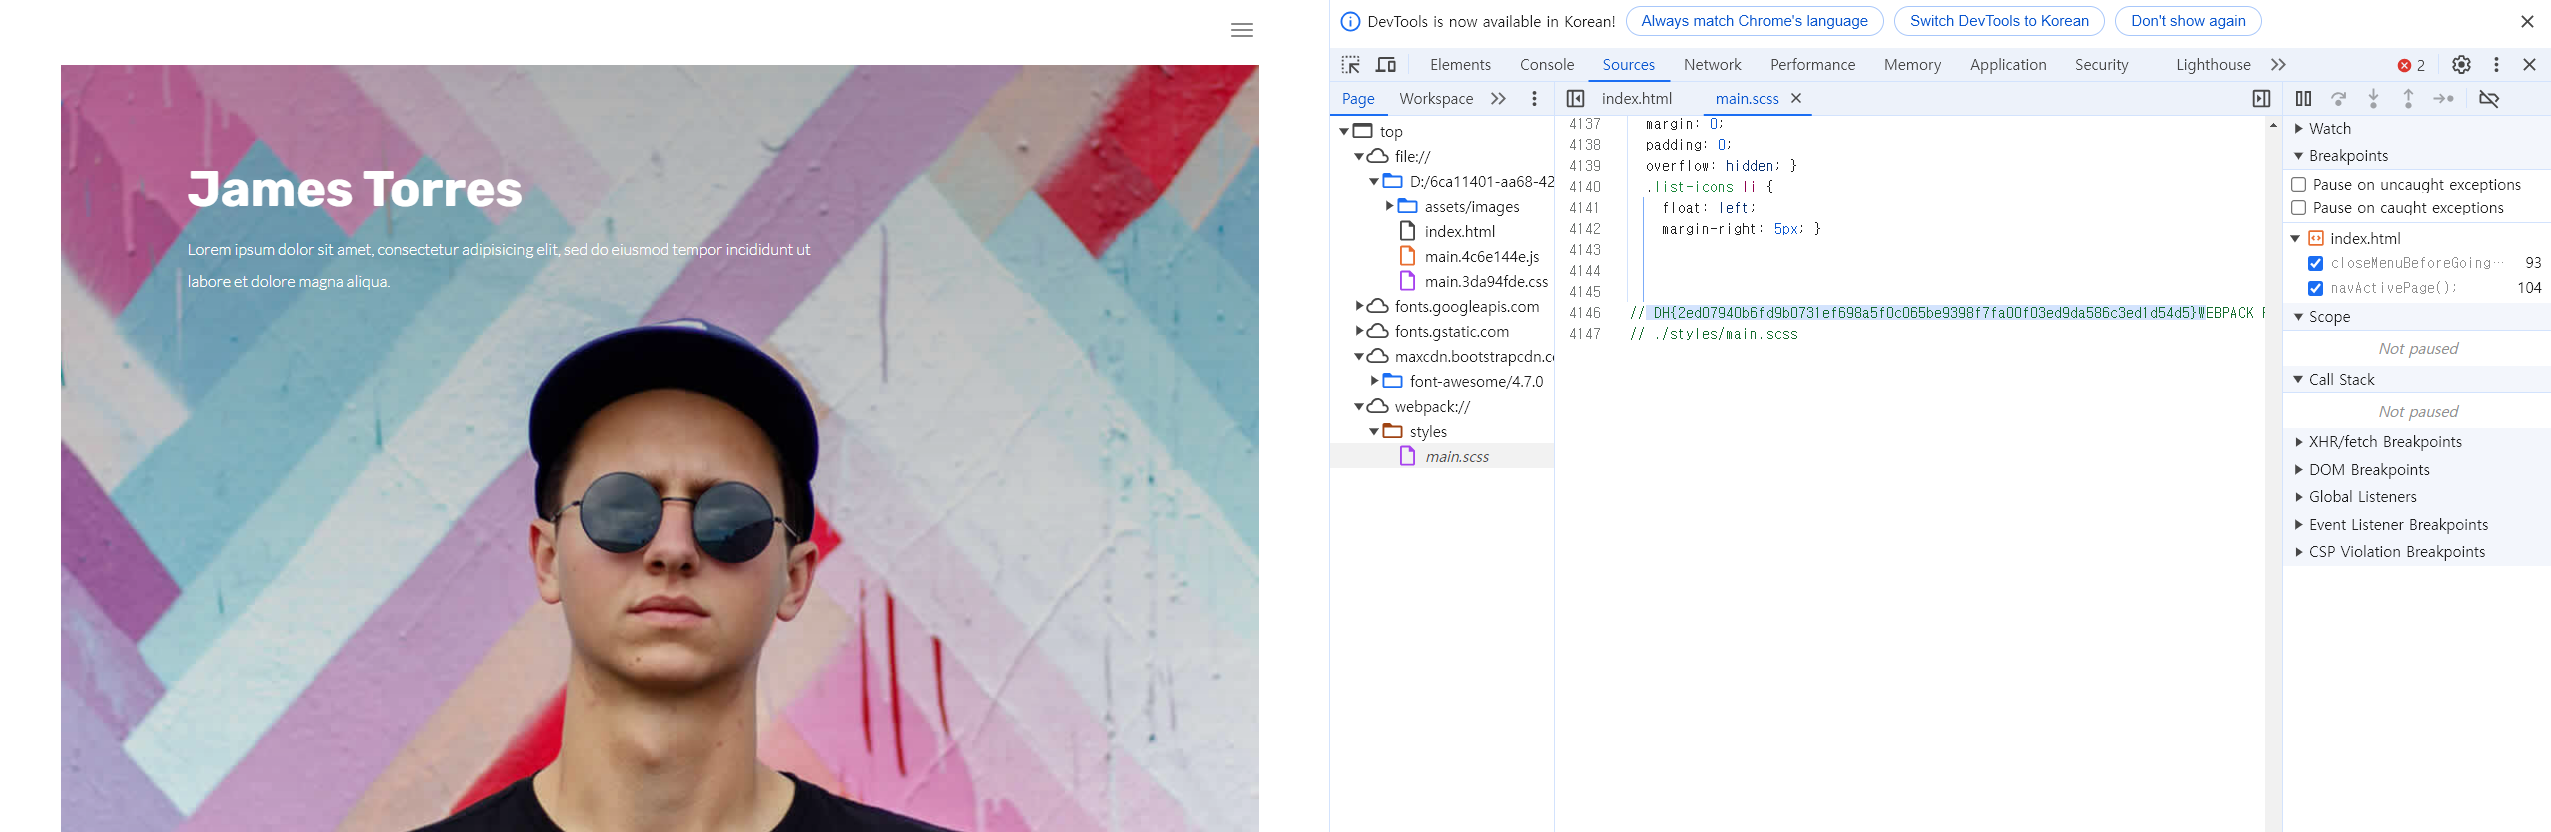 James Torres
Lorem ipsum dolor sit amet, consectetur adipisicing elit, sed do eiusmod tempor incididunt ut
labore et dolore magna aliqua.
DevTools is now available in Korean! Always match Chrome's language Switch DevTools to Korean Don't show again
Elements Console Sources Network Performance Memory Application Security Lighthouse 2
Page Workspace
index.html main.scss
top
file://
D:/6ca11401-aa68-42
assets/images
index.html
main.4c6e144e.js
main.3da94fde.css
fonts.googleapis.com
fonts.gstatic.com
maxcdn.bootstrapcdn.c
font-awesome/4.7.0
webpack://
styles
main.scss
4137 margin: 0;
4138 padding: 0;
4139 overflow: hidden; }
4140 .list-icons li {
4141 float: left;
4142 margin-right: 5px; }
4143
4144
4145
4146 // DH{2ed07940b6fd9b0731ef698a5f0c065be9398f7fa00f03ed9da586c3ed1d54d5}WEBPACK F
4147 // ./styles/main.scss
Watch
Breakpoints
Pause on uncaught exceptions
Pause on caught exceptions
index.html
closeMenuBeforeGoing… 93
navActivePage(); 104
Scope
Not paused
Call Stack
Not paused
XHR/fetch Breakpoints
DOM Breakpoints
Global Listeners
Event Listener Breakpoints
CSP Violation Breakpoints